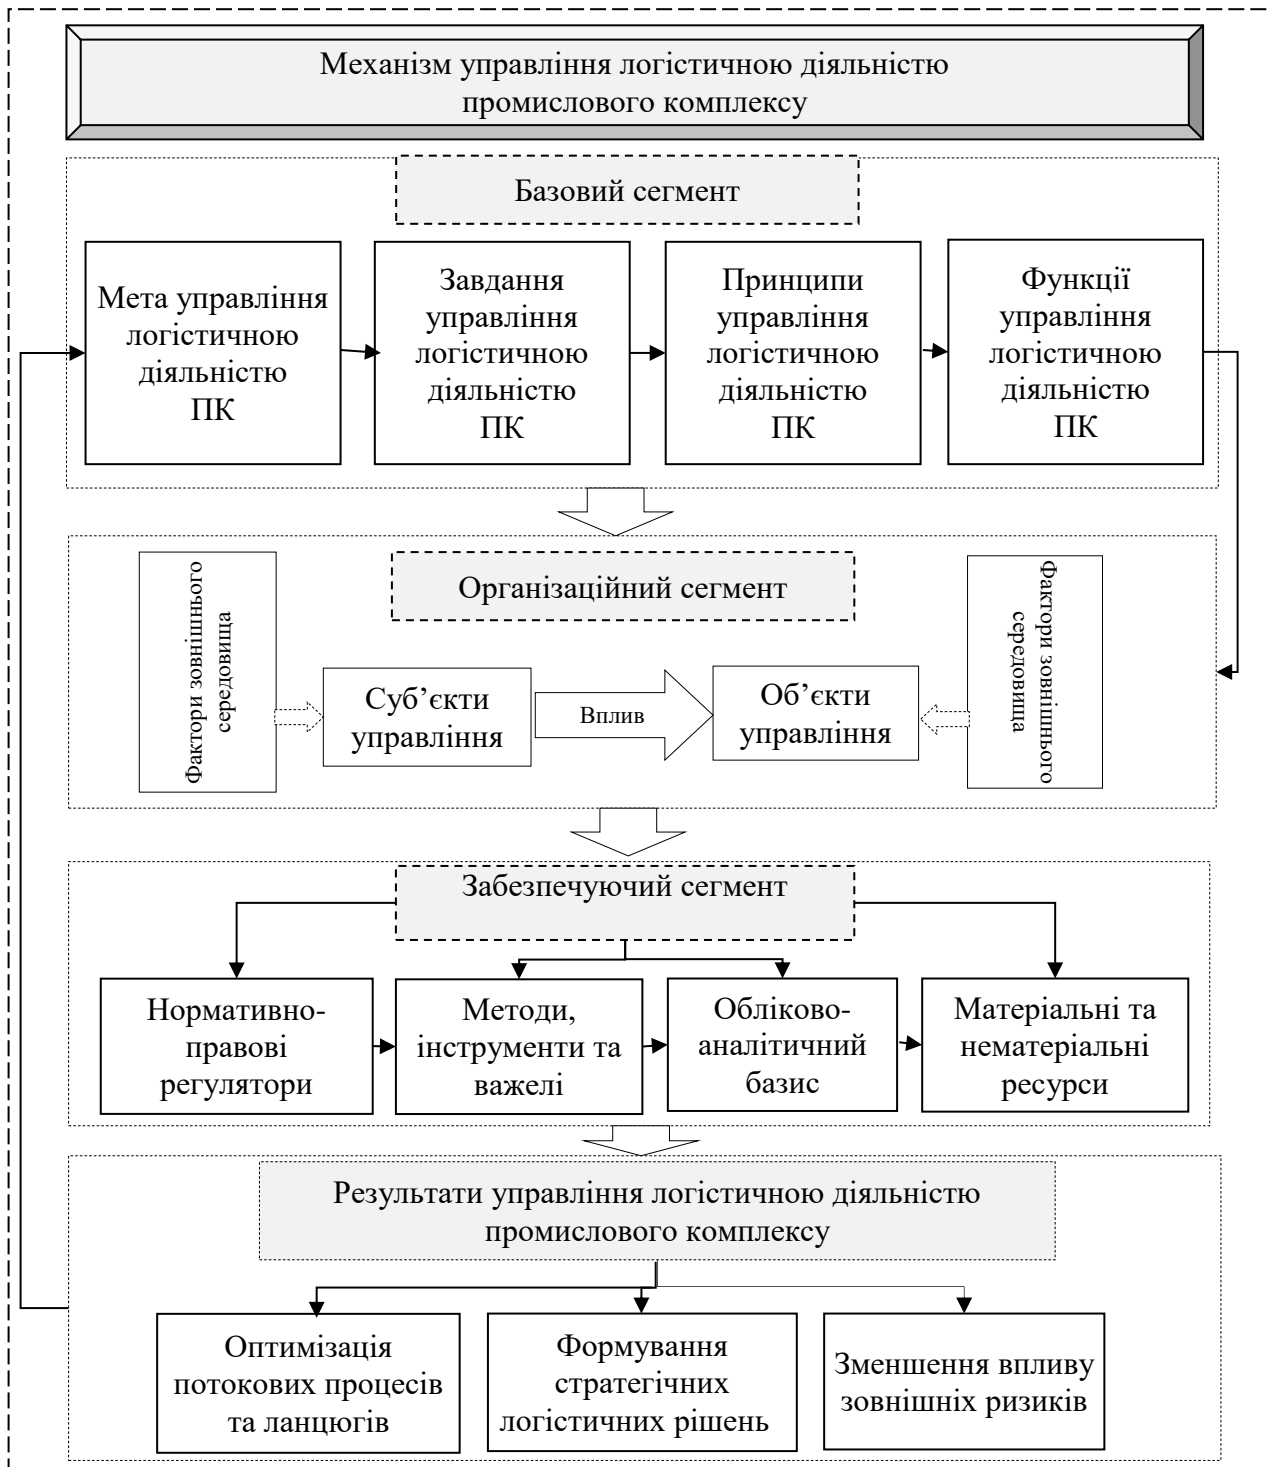 Механізм управління логістичною діяльністю
промислового комплексу
Базовий сегмент
Мета управління
логістичною
діяльністю
ПК
Завдання
управління
логістичною
діяльністю
ПК
Принципи
управління
логістичною
діяльністю
ПК
Функції
управління
логістичною
діяльністю
ПК
Організаційний сегмент
Фактори зовнішнього
середовища
Суб’єкти
управління
Вплив
Об’єкти
управління
Фактори зовнішнього
середовища
Забезпечуючий сегмент
Нормативно-
правові
регулятори
Методи,
інструменти та
важелі
Обліково-
аналітичний
базис
Матеріальні та
нематеріальні
ресурси
Результати управління логістичною діяльністю
промислового комплексу
Оптимізація
потокових процесів
та ланцюгів
Формування
стратегічних
логістичних рішень
Зменшення впливу
зовнішніх ризиків